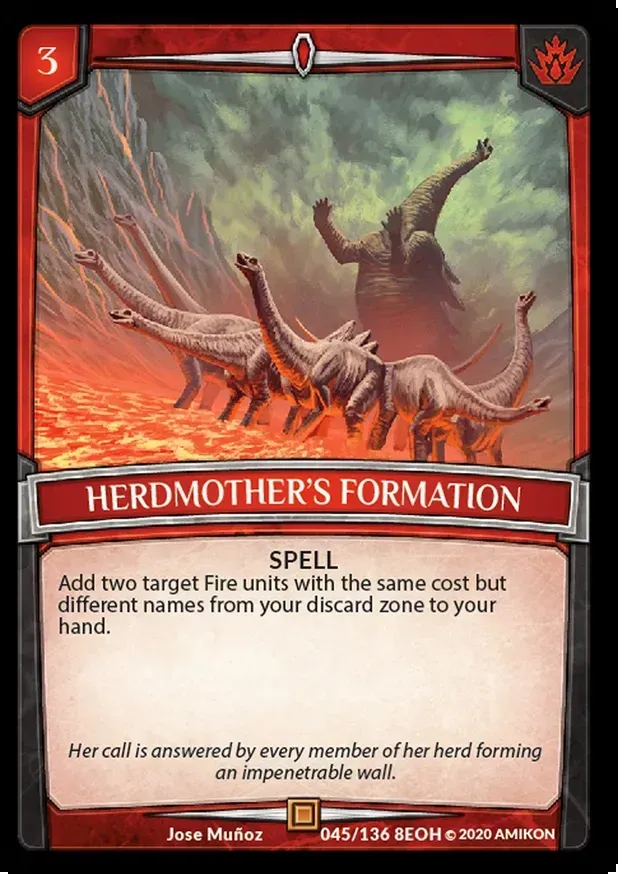 3
HERDMOTHER'S FORMATION
SPELL
Add two target Fire units with the same cost but
different names from your discard zone to your
hand.
Her call is answered by every member of her herd forming
an impenetrable wall.
Jose Muñoz 045/136 8EOH © 2020 AMIKON